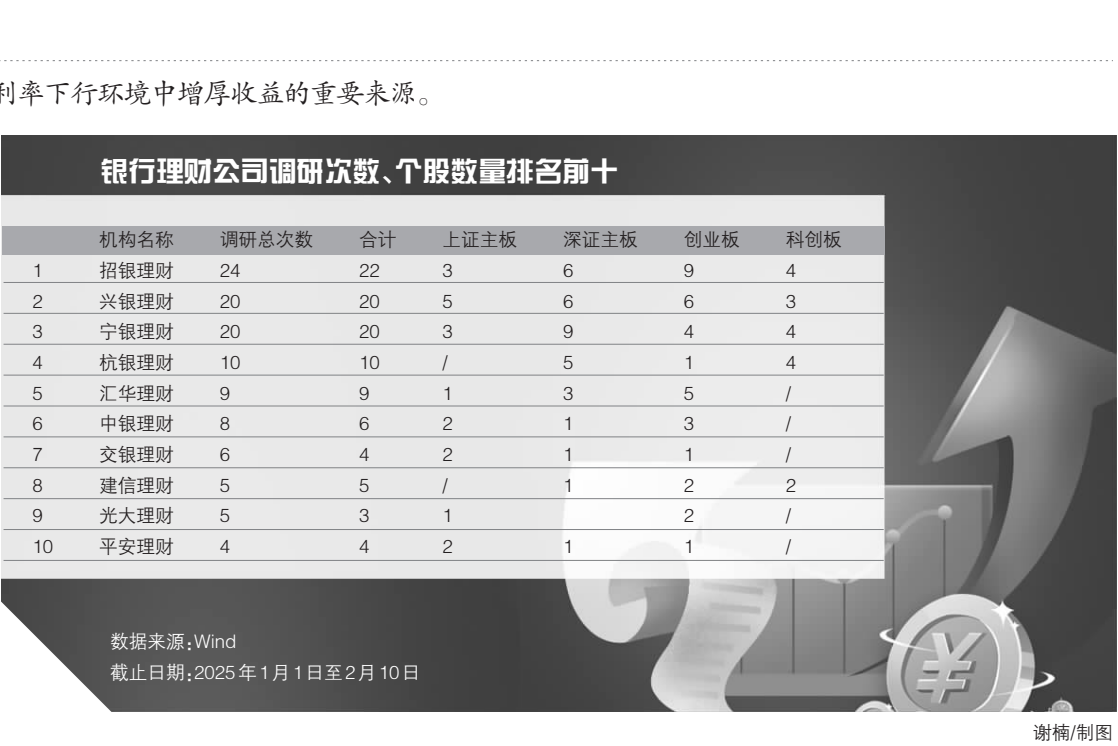 利率下行环境中增厚收益的重要来源。
银行理财公司调研次数、个股数量排名前十
机构名称 调研总次数 合计 上证主板 深证主板 创业板 科创板
1 招银理财 24 22 3 6 9 4
2 兴银理财 20 20 5 6 6 3
3 宁银理财 20 20 3 9 4 4
4 杭银理财 10 10 / 5 1 4
5 汇华理财 9 9 1 3 5 /
6 中银理财 8 6 2 1 3 /
7 交银理财 6 4 2 1 1 /
8 建信理财 5 5 / 1 2 2
9 光大理财 5 3 1 2 /
10 平安理财 4 4 2 1 1 /
数据来源:Wind
截止日期:2025年1月1日至2月10日
¥
谢楠/制图